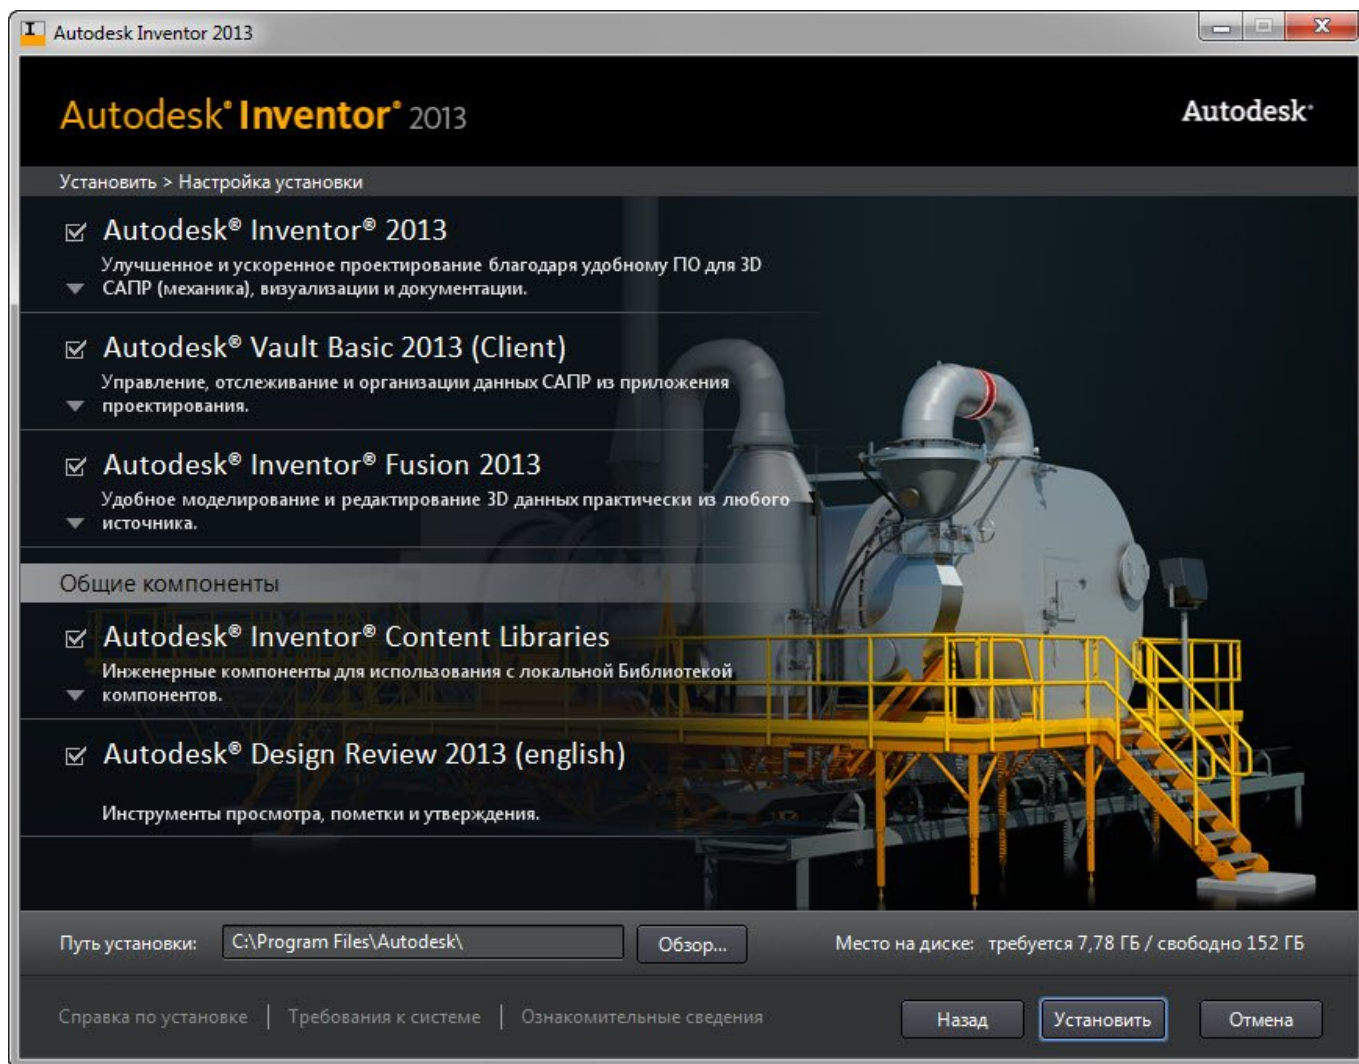 Autodesk Inventor 2013
Autodesk® Inventor® 2013
Autodesk®
Установить > Настройка установки
Autodesk® Inventor® 2013
Улучшенное и ускоренное проектирование благодаря удобному ПО для 3D
САПР (механика), визуализации и документации.
Autodesk® Vault Basic 2013 (Client)
Управление, отслеживание и организации данных САПР из приложения
проектирования.
Autodesk® Inventor® Fusion 2013
Удобное моделирование и редактирование 3D данных практически из любого
источника.
Общие компоненты
Autodesk® Inventor® Content Libraries
Инженерные компоненты для использования с локальной Библиотекой
компонентов.
Autodesk® Design Review 2013 (english)
Инструменты просмотра, пометки и утверждения.
Путь установки: C:\Program Files\Autodesk\ Обзор... Место на диске: требуется 7,78 ГБ / свободно 152 ГБ
Справка по установке | Требования к системе | Ознакомительные сведения Назад Установить Отмена